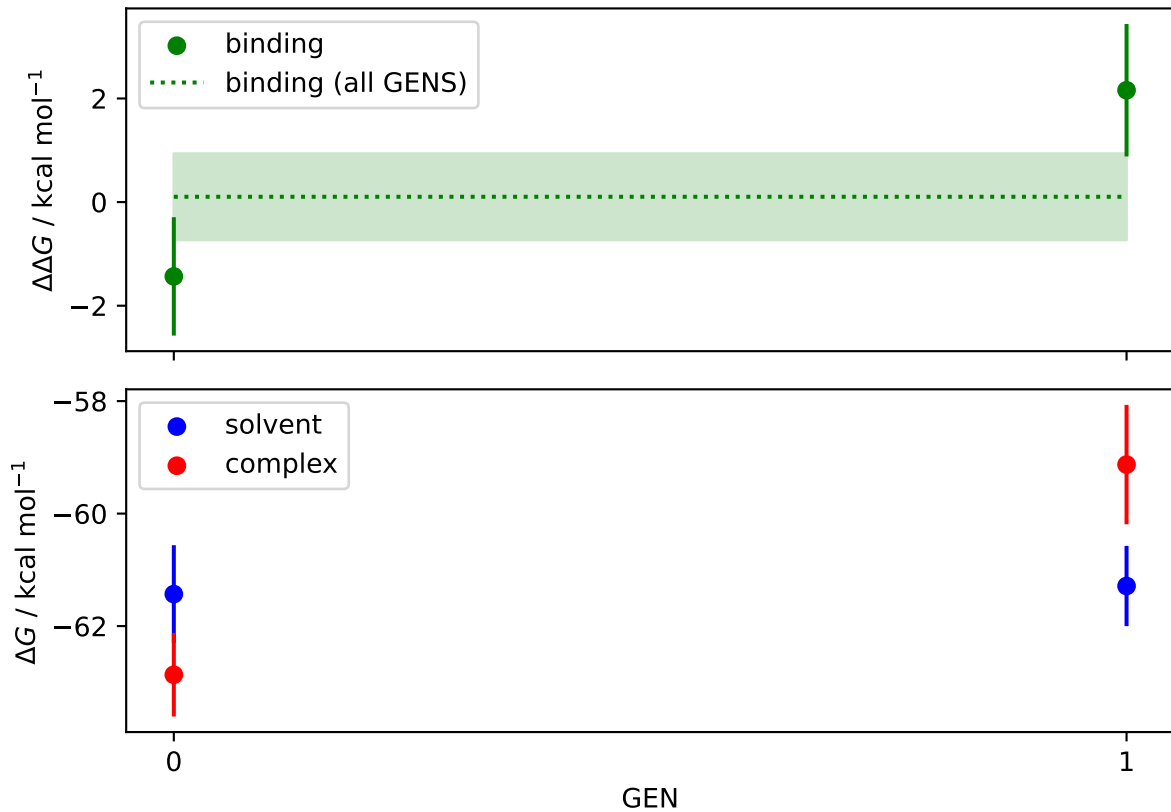 binding
binding (all GENS)
2
0
−2
ΔΔG / kcal mol⁻¹
solvent
complex
−58
−60
−62
ΔG / kcal mol⁻¹
0 1
GEN